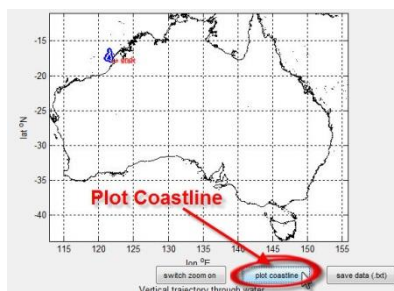 -15
-20
-25
-30
-35
-40
lat °N
Plot Coastline
115 120 125 130 135 140 145 150 155
lon °E
switch zoom on
plot coastline
save data (.txt)
Vertical trajectory through water